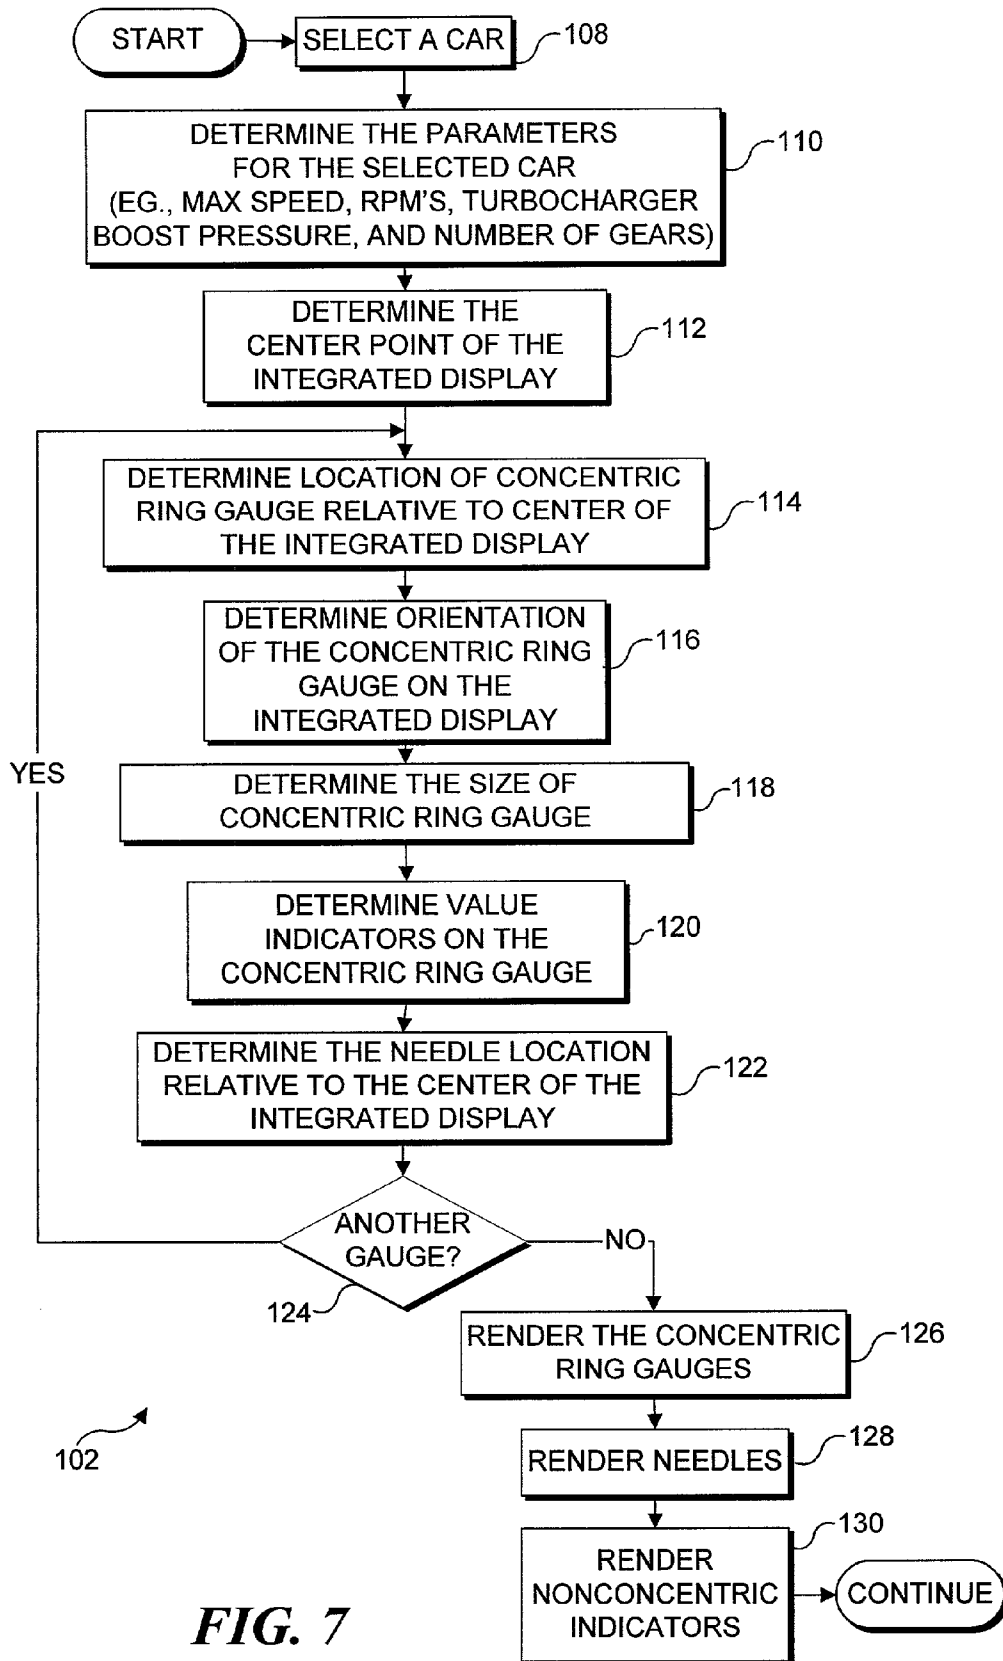 START
SELECT A CAR
108
DETERMINE THE PARAMETERS
FOR THE SELECTED CAR
(EG., MAX SPEED, RPM'S, TURBOCHARGER
BOOST PRESSURE, AND NUMBER OF GEARS)
110
DETERMINE THE
CENTER POINT OF THE
INTEGRATED DISPLAY
112
DETERMINE LOCATION OF CONCENTRIC
RING GAUGE RELATIVE TO CENTER OF
THE INTEGRATED DISPLAY
114
DETERMINE ORIENTATION
OF THE CONCENTRIC RING
GAUGE ON THE
INTEGRATED DISPLAY
116
YES
DETERMINE THE SIZE OF
CONCENTRIC RING GAUGE
118
DETERMINE VALUE
INDICATORS ON THE
CONCENTRIC RING GAUGE
120
DETERMINE THE NEEDLE LOCATION
RELATIVE TO THE CENTER OF THE
INTEGRATED DISPLAY
122
ANOTHER
GAUGE?
124
NO
RENDER THE CONCENTRIC
RING GAUGES
126
102
RENDER NEEDLES
128
RENDER
NONCONCENTRIC
INDICATORS
130
CONTINUE
FIG. 7